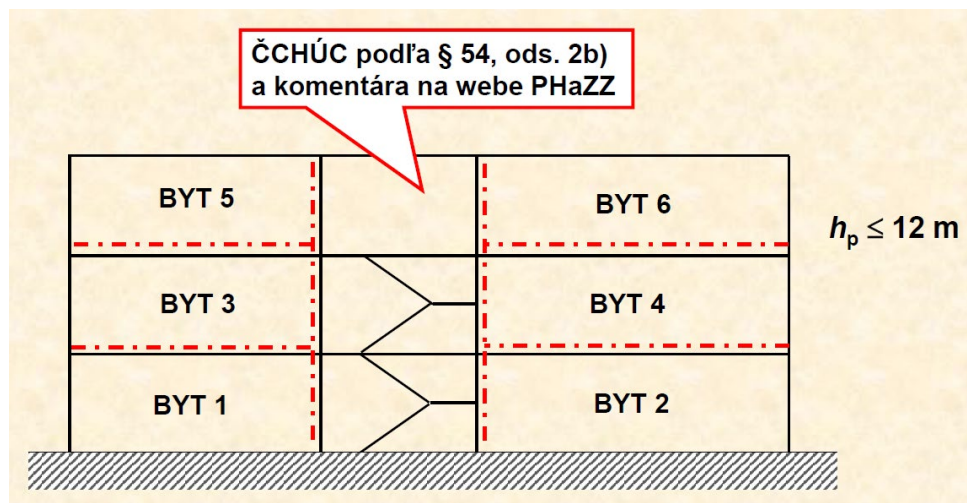 ČCHÚC podľa § 54, ods. 2b)
a komentára na webe PHaZZ
BYT 5
BYT 6
hp ≤ 12 m
BYT 3
BYT 4
BYT 1
BYT 2